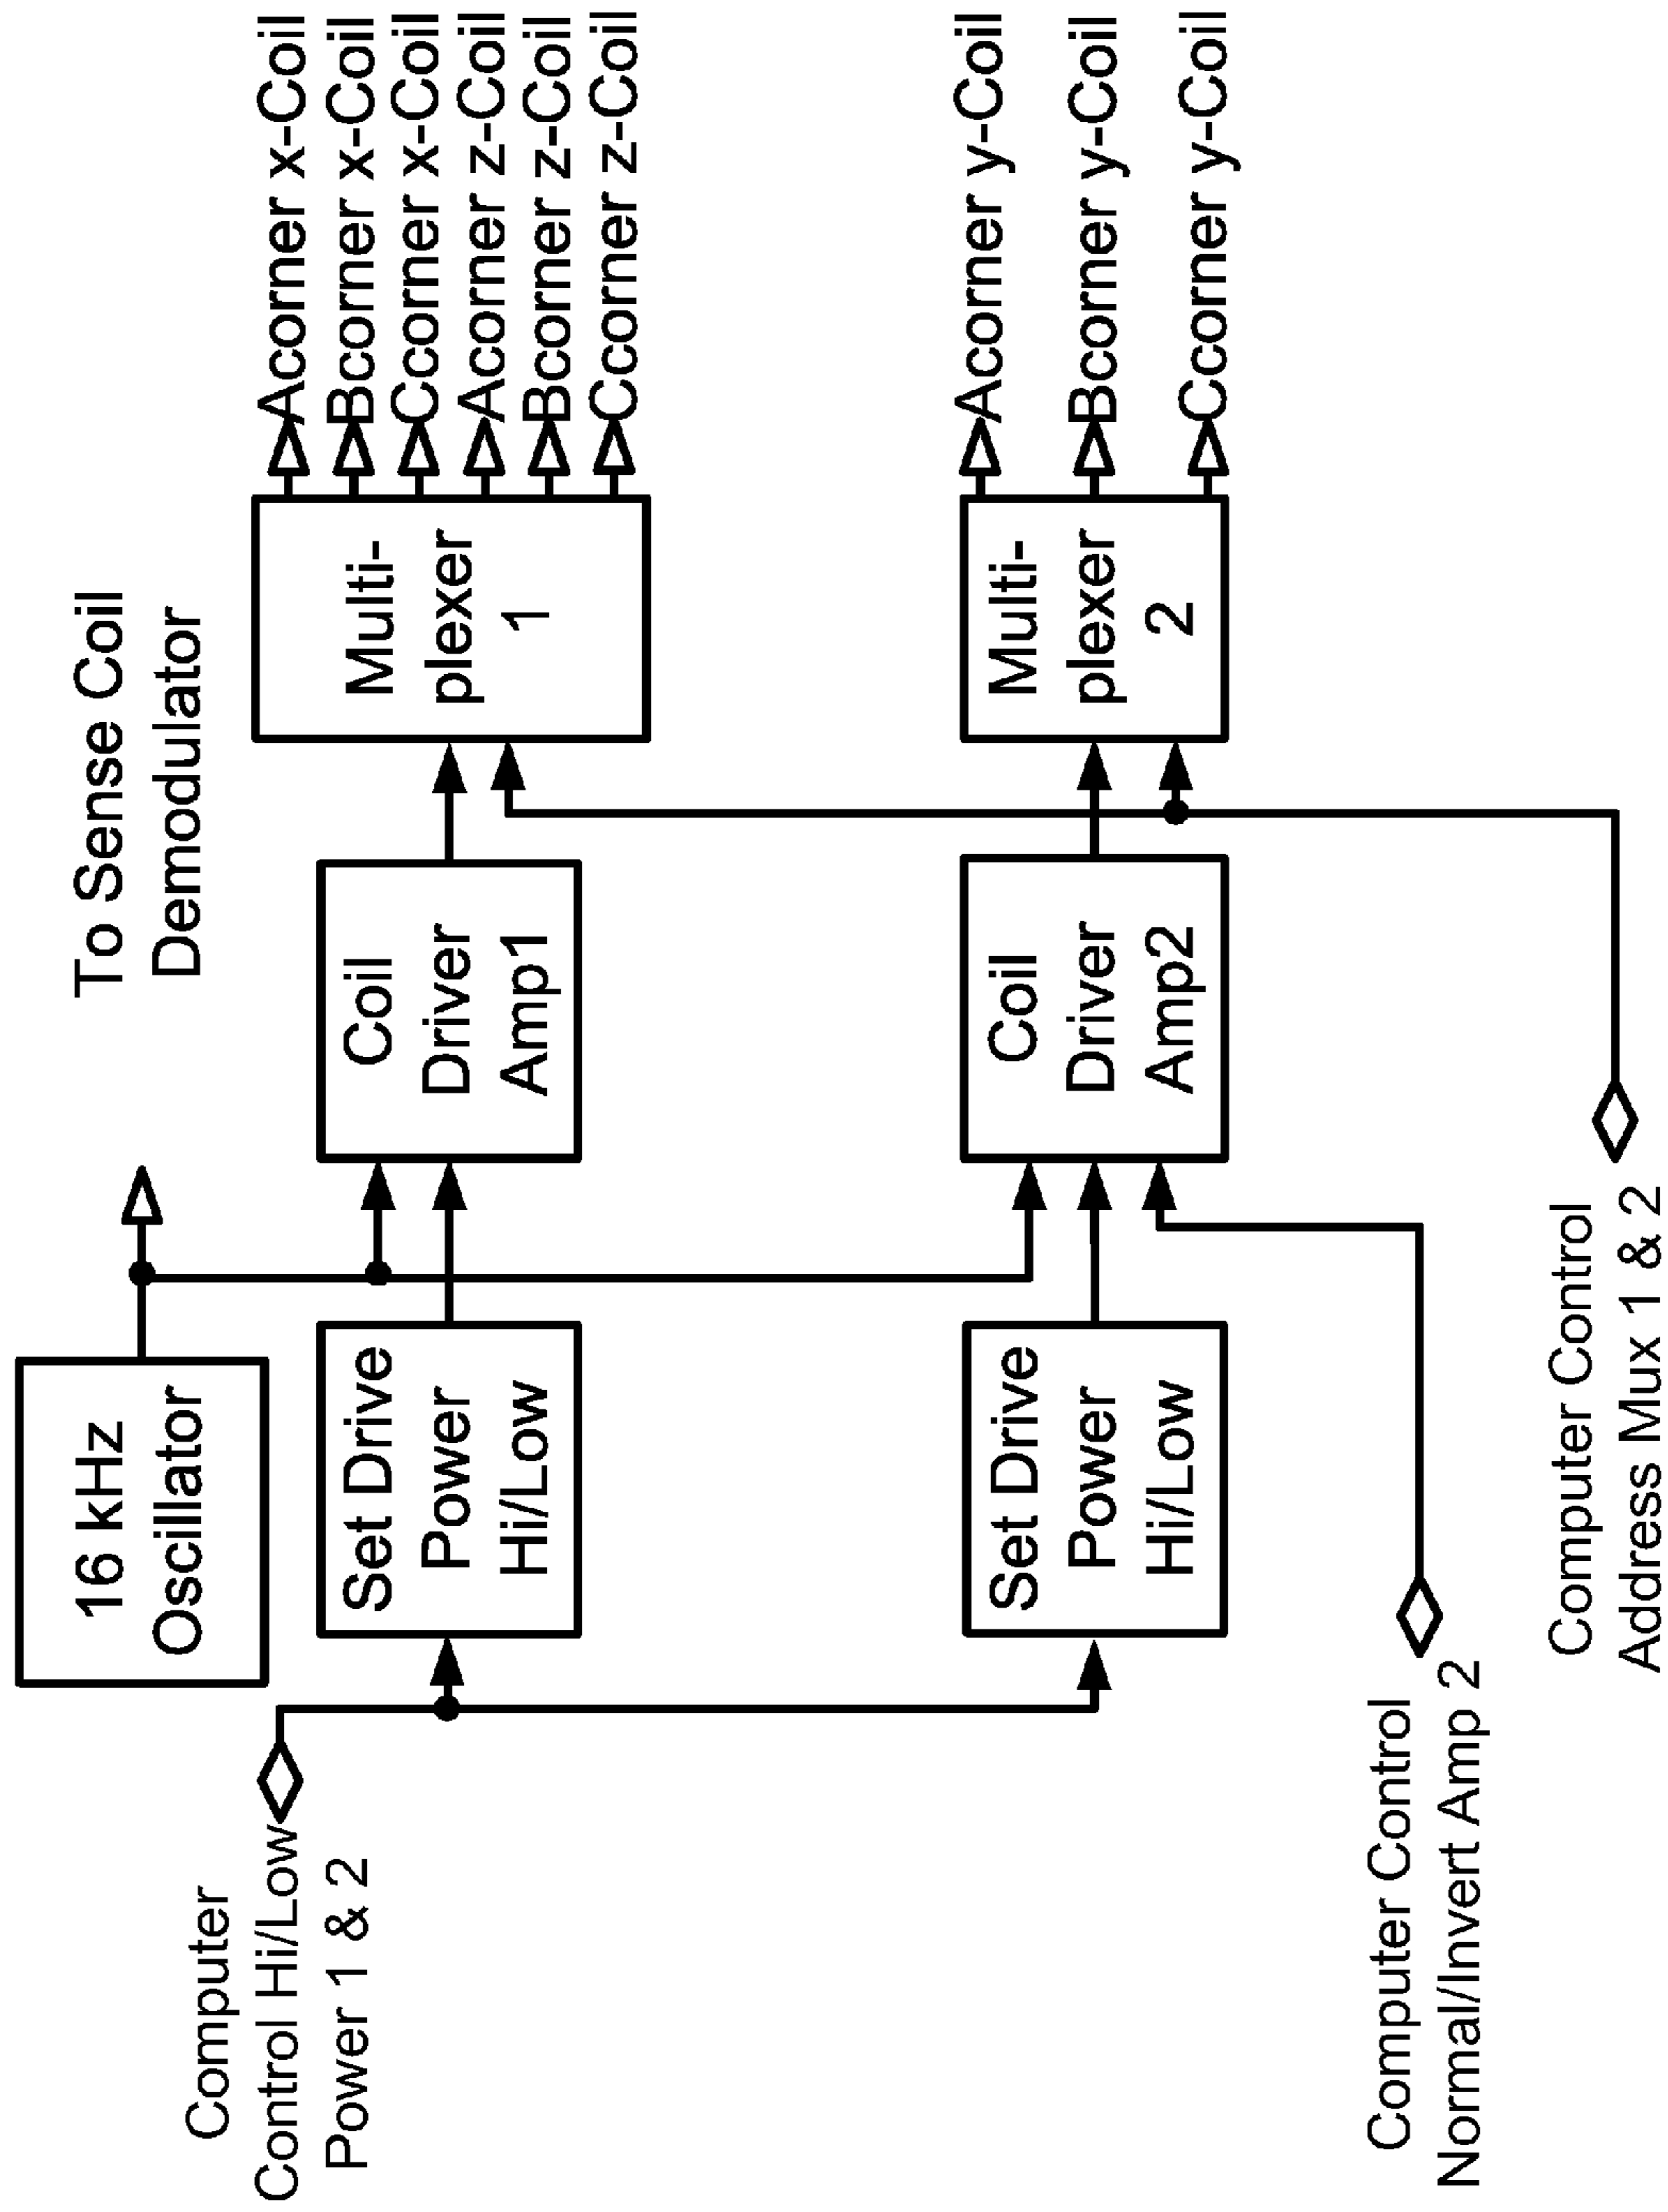 16 kHz
Oscillator
To Sense Coil
Demodulator
Computer
Control Hi/Low
Power 1 & 2
Set Drive
Power
Hi/Low
Coil
Driver
Amp1
Multi-
plexer
1
Acorner x-Coil
Bcorner x-Coil
Ccorner x-Coil
Acorner z-Coil
Bcorner z-Coil
Ccorner z-Coil
Set Drive
Power
Hi/Low
Coil
Driver
Amp2
Multi-
plexer
2
Acorner y-Coil
Bcorner y-Coil
Ccorner y-Coil
Computer Control
Normal/Invert Amp 2
Computer Control
Address Mux 1 & 2